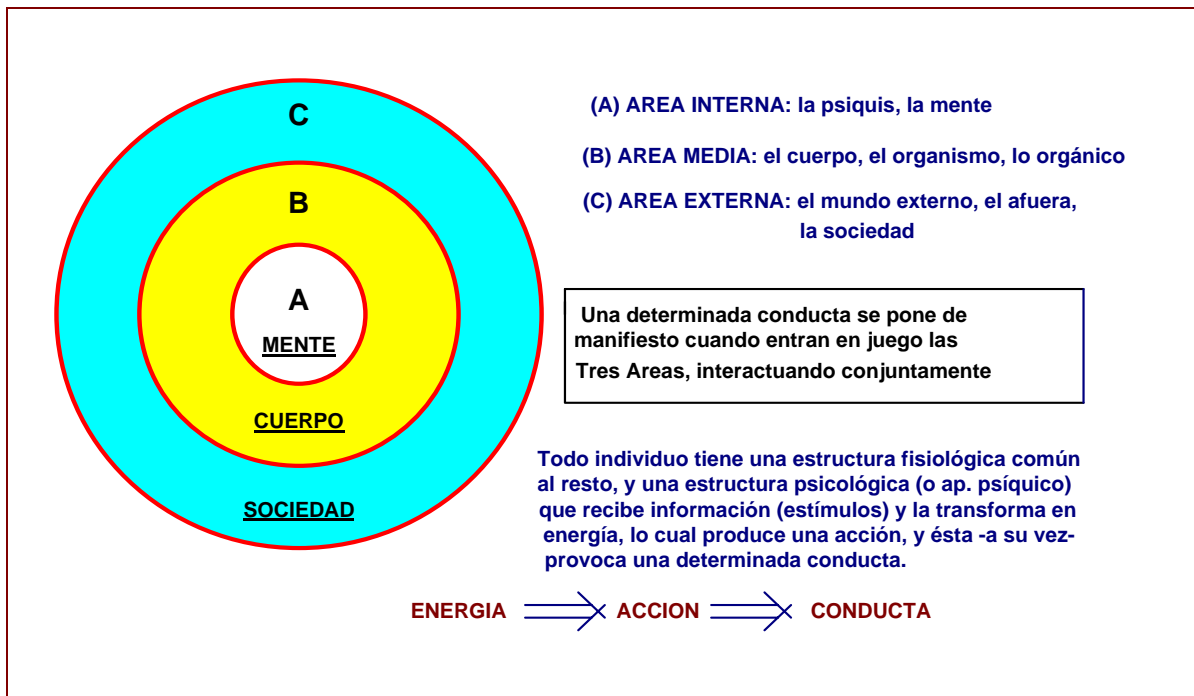 C
B
A
MENTE
CUERPO
SOCIEDAD
(A) AREA INTERNA: la psiquis, la mente
(B) AREA MEDIA: el cuerpo, el organismo, lo orgánico
(C) AREA EXTERNA: el mundo externo, el afuera,
la sociedad
Una determinada conducta se pone de
manifiesto cuando entran en juego las
Tres Areas, interactuando conjuntamente
Todo individuo tiene una estructura fisiológica común
al resto, y una estructura psicológica (o ap. psíquico)
que recibe información (estímulos) y la transforma en
energía, lo cual produce una acción, y ésta -a su vez-
provoca una determinada conducta.
ENERGIA ACCION CONDUCTA